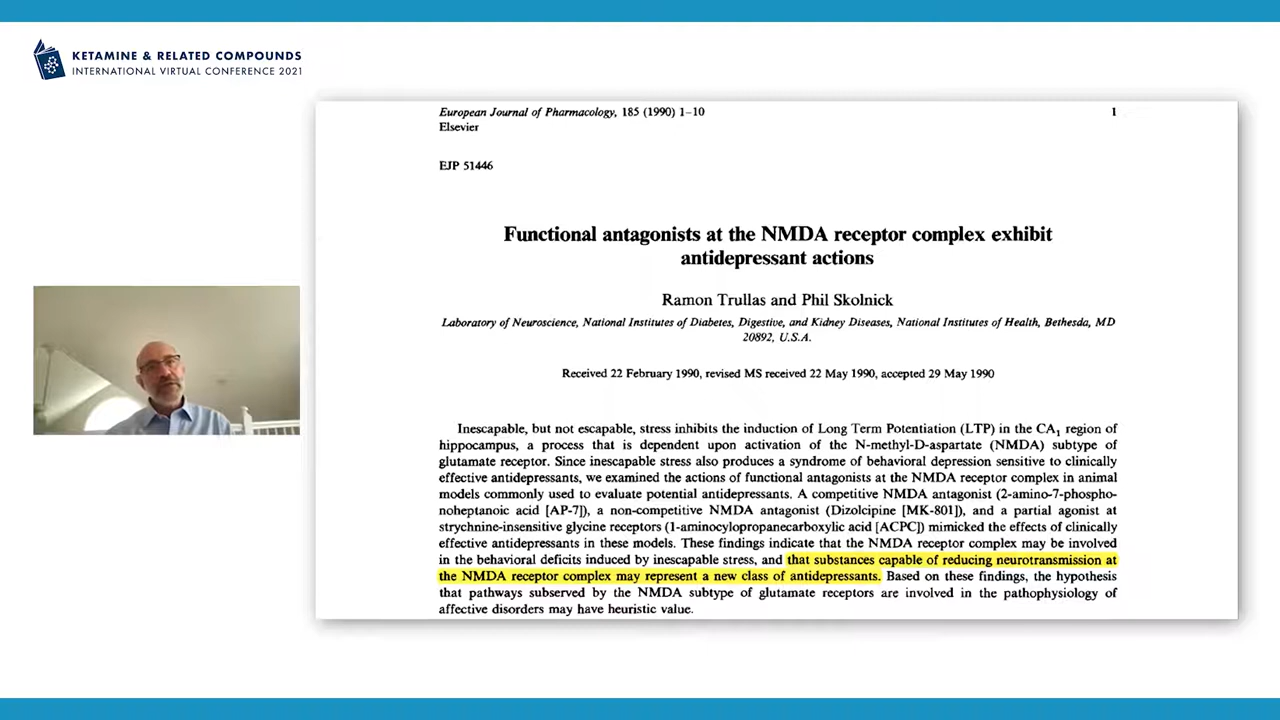 KETAMINE & RELATED COMPOUNDS
INTERNATIONAL VIRTUAL CONFERENCE 2021
European Journal of Pharmacology, 185 (1990) 1–10
1
Elsevier
EJP 51446
Functional antagonists at the NMDA receptor complex exhibit
antidepressant actions
Ramon Trullas and Phil Skolnick
Laboratory of Neuroscience, National Institutes of Diabetes, Digestive, and Kidney Diseases, National Institutes of Health, Bethesda, MD
20892, U.S.A.
Received 22 February 1990, revised MS received 22 May 1990, accepted 29 May 1990
Inescapable, but not escapable, stress inhibits the induction of Long Term Potentiation (LTP) in the CA₁ region of
hippocampus, a process that is dependent upon activation of the N-methyl-D-aspartate (NMDA) subtype of
glutamate receptor. Since inescapable stress also produces a syndrome of behavioral depression sensitive to clinically
effective antidepressants, we examined the actions of functional antagonists at the NMDA receptor complex in animal
models commonly used to evaluate potential antidepressants. A competitive NMDA antagonist (2-amino-7-phospho-
noheptanoic acid [AP-7]), a non-competitive NMDA antagonist (Dizolcipine [MK-801]), and a partial agonist at
strychnine-insensitive glycine receptors (1-aminocylopropanecarboxylic acid [ACPC]) mimicked the effects of clinically
effective antidepressants in these models. These findings indicate that the NMDA receptor complex may be involved
in the behavioral deficits induced by inescapable stress, and that substances capable of reducing neurotransmission at
the NMDA receptor complex may represent a new class of antidepressants. Based on these findings, the hypothesis
that pathways subserved by the NMDA subtype of glutamate receptors are involved in the pathophysiology of
affective disorders may have heuristic value.